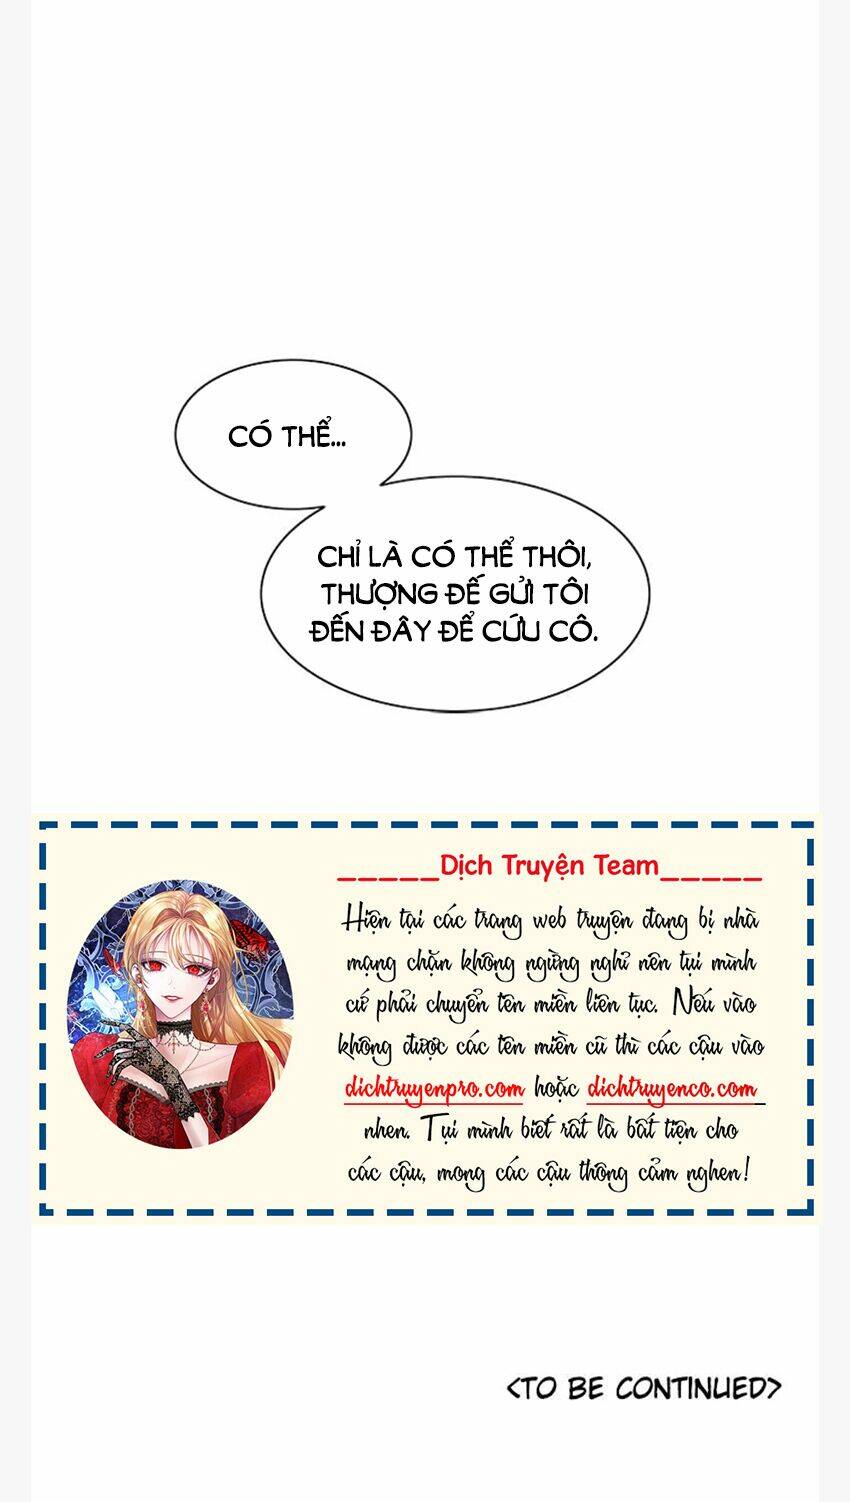 CÓ THỂ...
CHỈ LÀ CÓ THỂ THÔI,
THƯỢNG ĐẾ GỬI TÔI
ĐẾN ĐÂY ĐỂ CỨU CÔ.
_____Dịch Truyện Team_____
Hiện tại các trang web truyện đang bị nhà
mạng chặn không ngừng nghỉ nên tụi mình
cứ phải chuyển tên miền liên tục. Nếu vào
không được các tên miền cũ thì các cậu vào
dichtruyenpro.com hoặc dichtruyenco.com_
nhen. Tụi mình biết rất là bất tiện cho
các cậu, mong các cậu thông cảm nghen!
<TO BE CONTINUED>